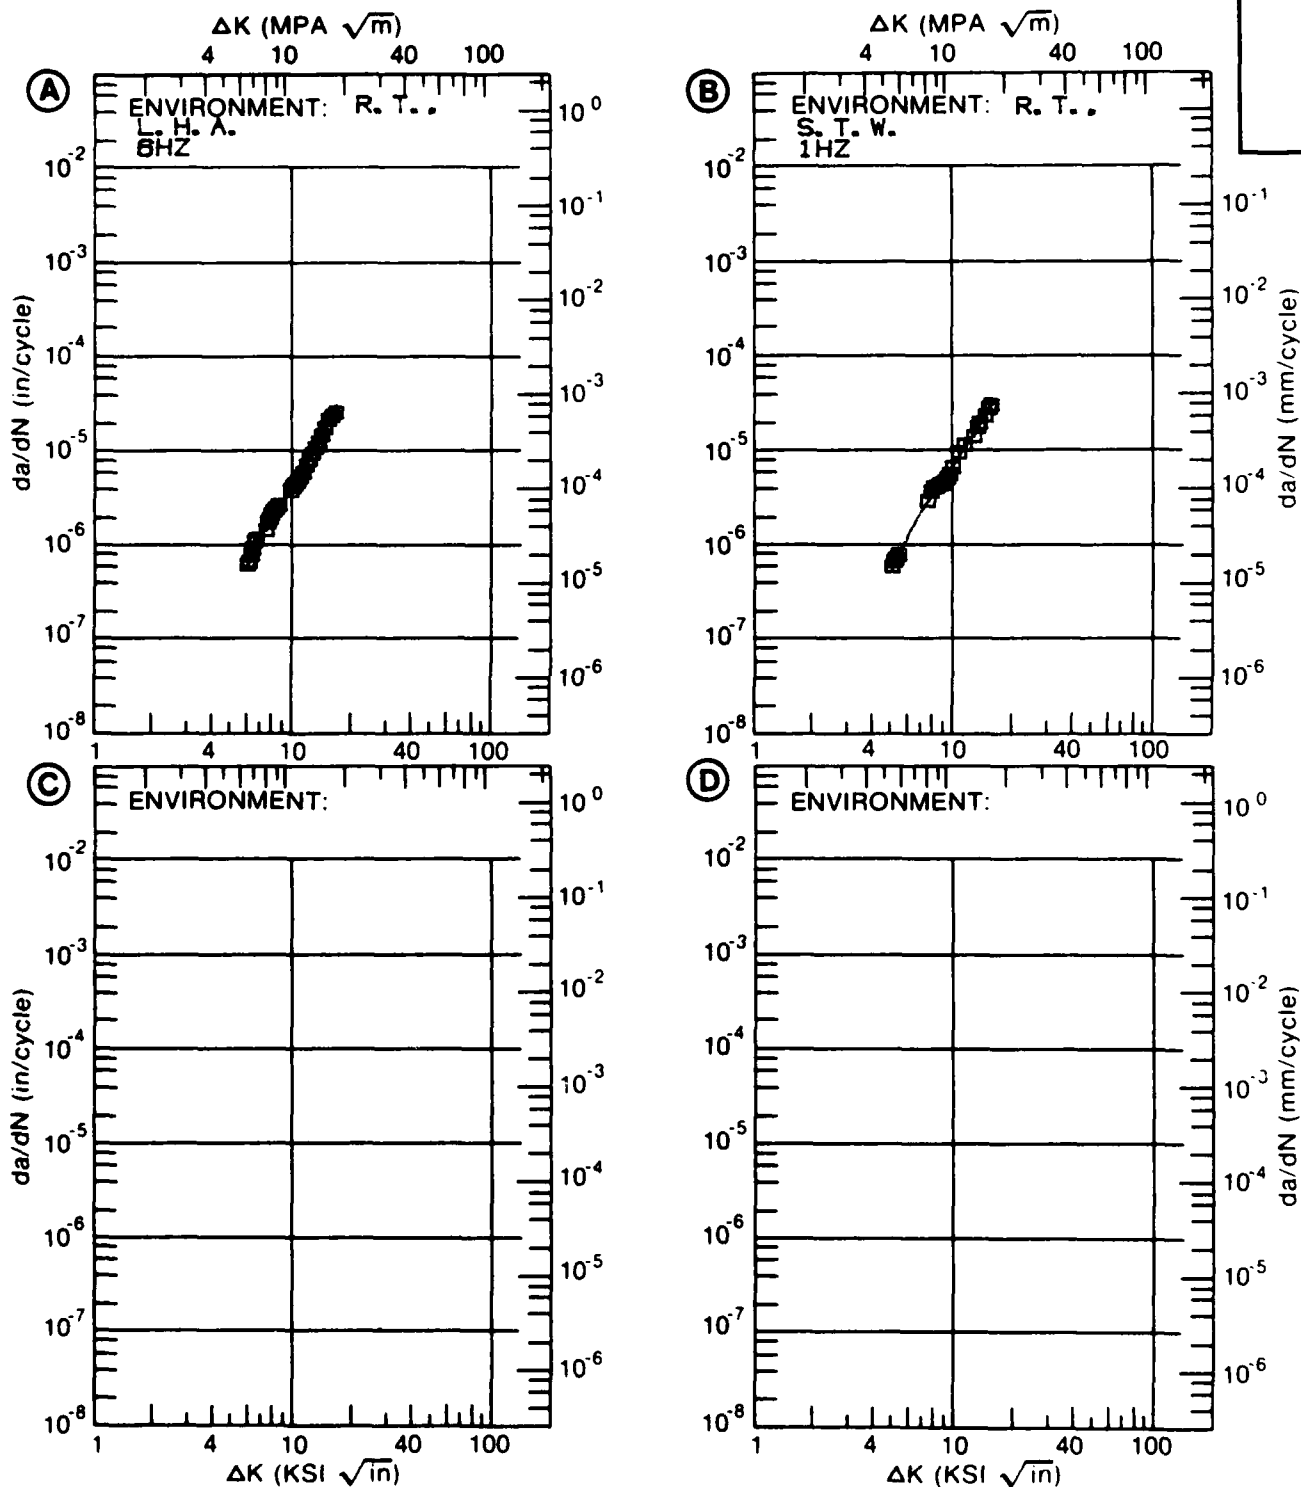 ΔK (MPA √m)
4 10 40 100
ΔK (MPA √m)
4 10 40 100
A
ENVIRONMENT: R. T.,
L. H. A.
6HZ
10⁻²
10⁻³
10⁻⁴
10⁻⁵
10⁻⁶
10⁻⁷
10⁻⁸
da/dN (in/cycle)
10⁰
10⁻¹
10⁻²
10⁻³
10⁻⁴
10⁻⁵
10⁻⁶
1 4 10 40 100
B
ENVIRONMENT: R. T.,
S. T. W.
1HZ
10⁻²
10⁻³
10⁻⁴
10⁻⁵
10⁻⁶
10⁻⁷
10⁻⁸
10⁻¹
10⁻²
10⁻³
10⁻⁴
10⁻⁵
10⁻⁶
da/dN (mm/cycle)
1 4 10 40 100
C
ENVIRONMENT:
10⁻²
10⁻³
10⁻⁴
10⁻⁵
10⁻⁶
10⁻⁷
10⁻⁸
da/dN (in/cycle)
10⁰
10⁻¹
10⁻²
10⁻³
10⁻⁴
10⁻⁵
10⁻⁶
1 4 10 40 100
ΔK (KSI √in)
D
ENVIRONMENT:
10⁻²
10⁻³
10⁻⁴
10⁻⁵
10⁻⁶
10⁻⁷
10⁻⁸
10⁰
10⁻¹
10⁻²
10⁻³
10⁻⁴
10⁻⁵
10⁻⁶
da/dN (mm/cycle)
1 4 10 40 100
ΔK (KSI √in)